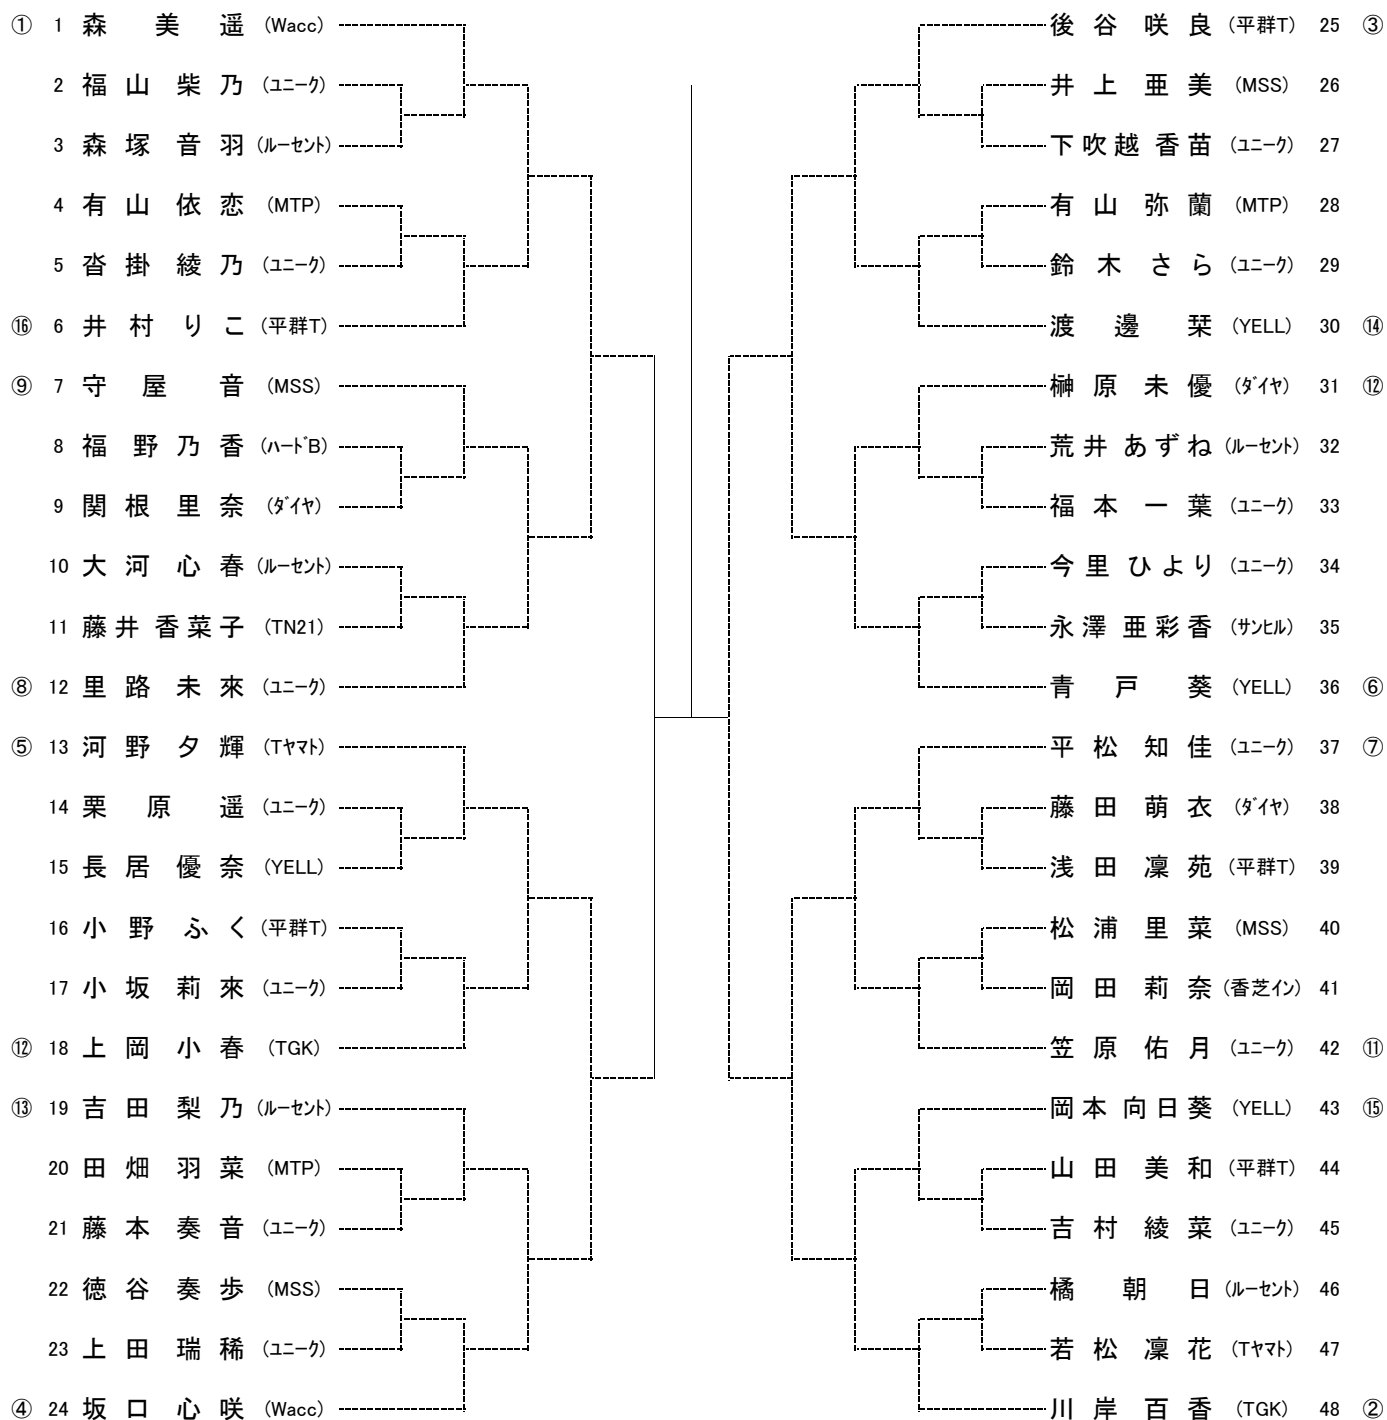 ① 1 森 美 遥 (Wacc)
2 福 山 柴 乃 (ﾕﾆｰｸ)
3 森 塚 音 羽 (ﾙｰｾﾝﾄ)
4 有 山 依 恋 (MTP)
5 沓 掛 綾 乃 (ﾕﾆｰｸ)
⑯ 6 井 村 り こ (平群T)
⑨ 7 守 屋 音 (MSS)
8 福 野 乃 香 (ﾊｰﾄﾞB)
9 関 根 里 奈 (ﾀﾞｲﾔ)
10 大 河 心 春 (ﾙｰｾﾝﾄ)
11 藤 井 香 菜 子 (TN21)
⑧ 12 里 路 未 來 (ﾕﾆｰｸ)
⑤ 13 河 野 夕 輝 (Tﾔﾏﾄ)
14 栗 原 遥 (ﾕﾆｰｸ)
15 長 居 優 奈 (YELL)
16 小 野 ふ く (平群T)
17 小 坂 莉 來 (ﾕﾆｰｸ)
⑫ 18 上 岡 小 春 (TGK)
⑬ 19 吉 田 梨 乃 (ﾙｰｾﾝﾄ)
20 田 畑 羽 菜 (MTP)
21 藤 本 奏 音 (ﾕﾆｰｸ)
22 徳 谷 奏 歩 (MSS)
23 上 田 瑞 稀 (ﾕﾆｰｸ)
④ 24 坂 口 心 咲 (Wacc)
後 谷 咲 良 (平群T) 25 ③
井 上 亜 美 (MSS) 26
下 吹 越 香 苗 (ﾕﾆｰｸ) 27
有 山 弥 蘭 (MTP) 28
鈴 木 さ ら (ﾕﾆｰｸ) 29
渡 邊 栞 (YELL) 30 ⑭
榊 原 未 優 (ﾀﾞｲﾔ) 31 ⑫
荒 井 あ ず ね (ﾙｰｾﾝﾄ) 32
福 本 一 葉 (ﾕﾆｰｸ) 33
今 里 ひ よ り (ﾕﾆｰｸ) 34
永 澤 亜 彩 香 (ｻﾝﾋﾙ) 35
青 戸 葵 (YELL) 36 ⑥
平 松 知 佳 (ﾕﾆｰｸ) 37 ⑦
藤 田 萌 衣 (ﾀﾞｲﾔ) 38
浅 田 凜 苑 (平群T) 39
松 浦 里 菜 (MSS) 40
岡 田 莉 奈 (香芝ｲﾝ) 41
笠 原 佑 月 (ﾕﾆｰｸ) 42 ⑪
岡 本 向 日 葵 (YELL) 43 ⑮
山 田 美 和 (平群T) 44
吉 村 綾 菜 (ﾕﾆｰｸ) 45
橘 朝 日 (ﾙｰｾﾝﾄ) 46
若 松 凜 花 (Tﾔﾏﾄ) 47
川 岸 百 香 (TGK) 48 ②